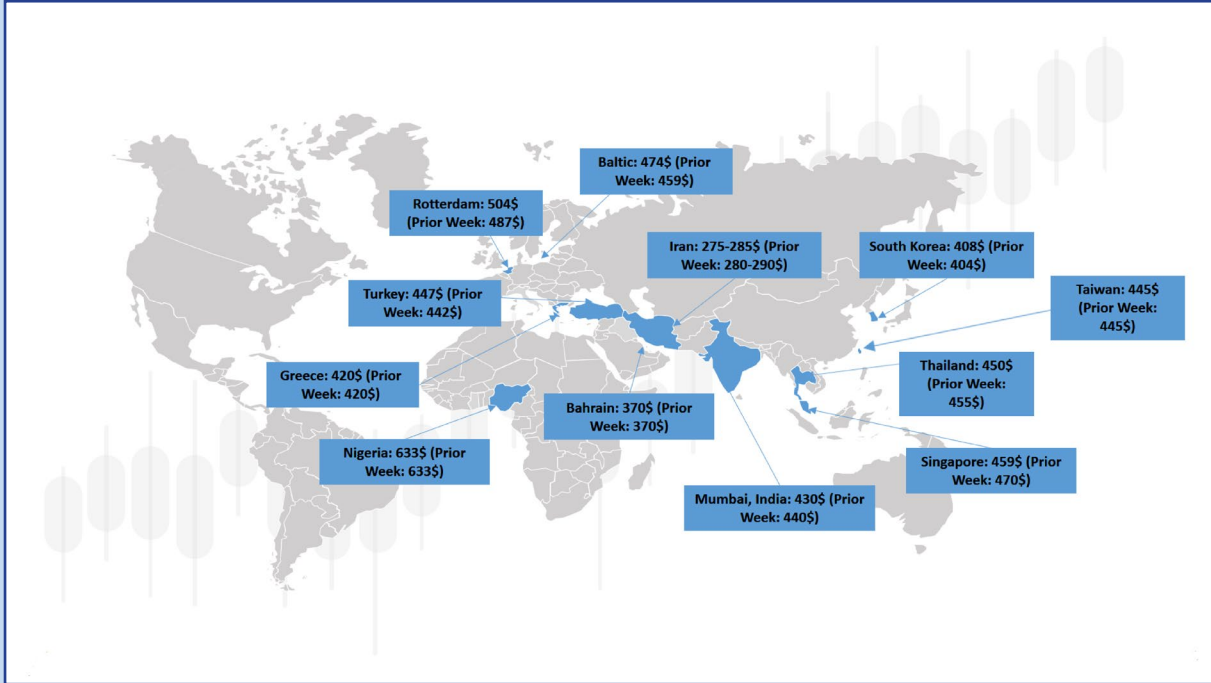 Baltic: 474$ (Prior
Week: 459$)
Rotterdam: 504$
(Prior Week: 487$)
Iran: 275-285$ (Prior
Week: 280-290$)
South Korea: 408$ (Prior
Week: 404$)
Turkey: 447$ (Prior
Week: 442$)
Taiwan: 445$
(Prior Week:
445$)
Greece: 420$ (Prior
Week: 420$)
Thailand: 450$
(Prior Week:
455$)
Bahrain: 370$ (Prior
Week: 370$)
Nigeria: 633$ (Prior
Week: 633$)
Singapore: 459$ (Prior
Week: 470$)
Mumbai, India: 430$ (Prior
Week: 440$)